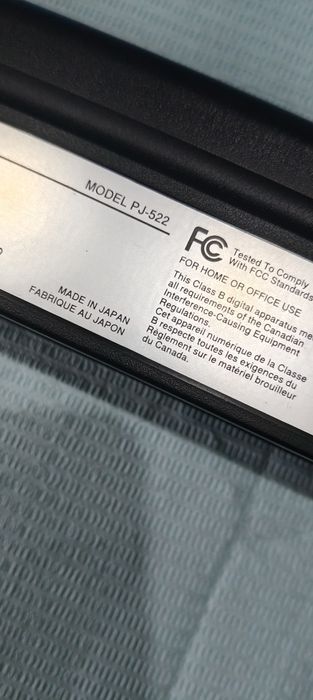 MODEL PJ-522
FC Tested To Comply
With FCC Standards
FOR HOME OR OFFICE USE
This Class B digital apparatus
all requirements of the Canadian
Interference-Causing Equipment
Regulations.
Cet appareil numérique de la Classe
B respecte toutes les exigences du
Règlement sur le matériel brouilleur
du Canada.
MADE IN JAPAN
FABRIQUE AU JAPON